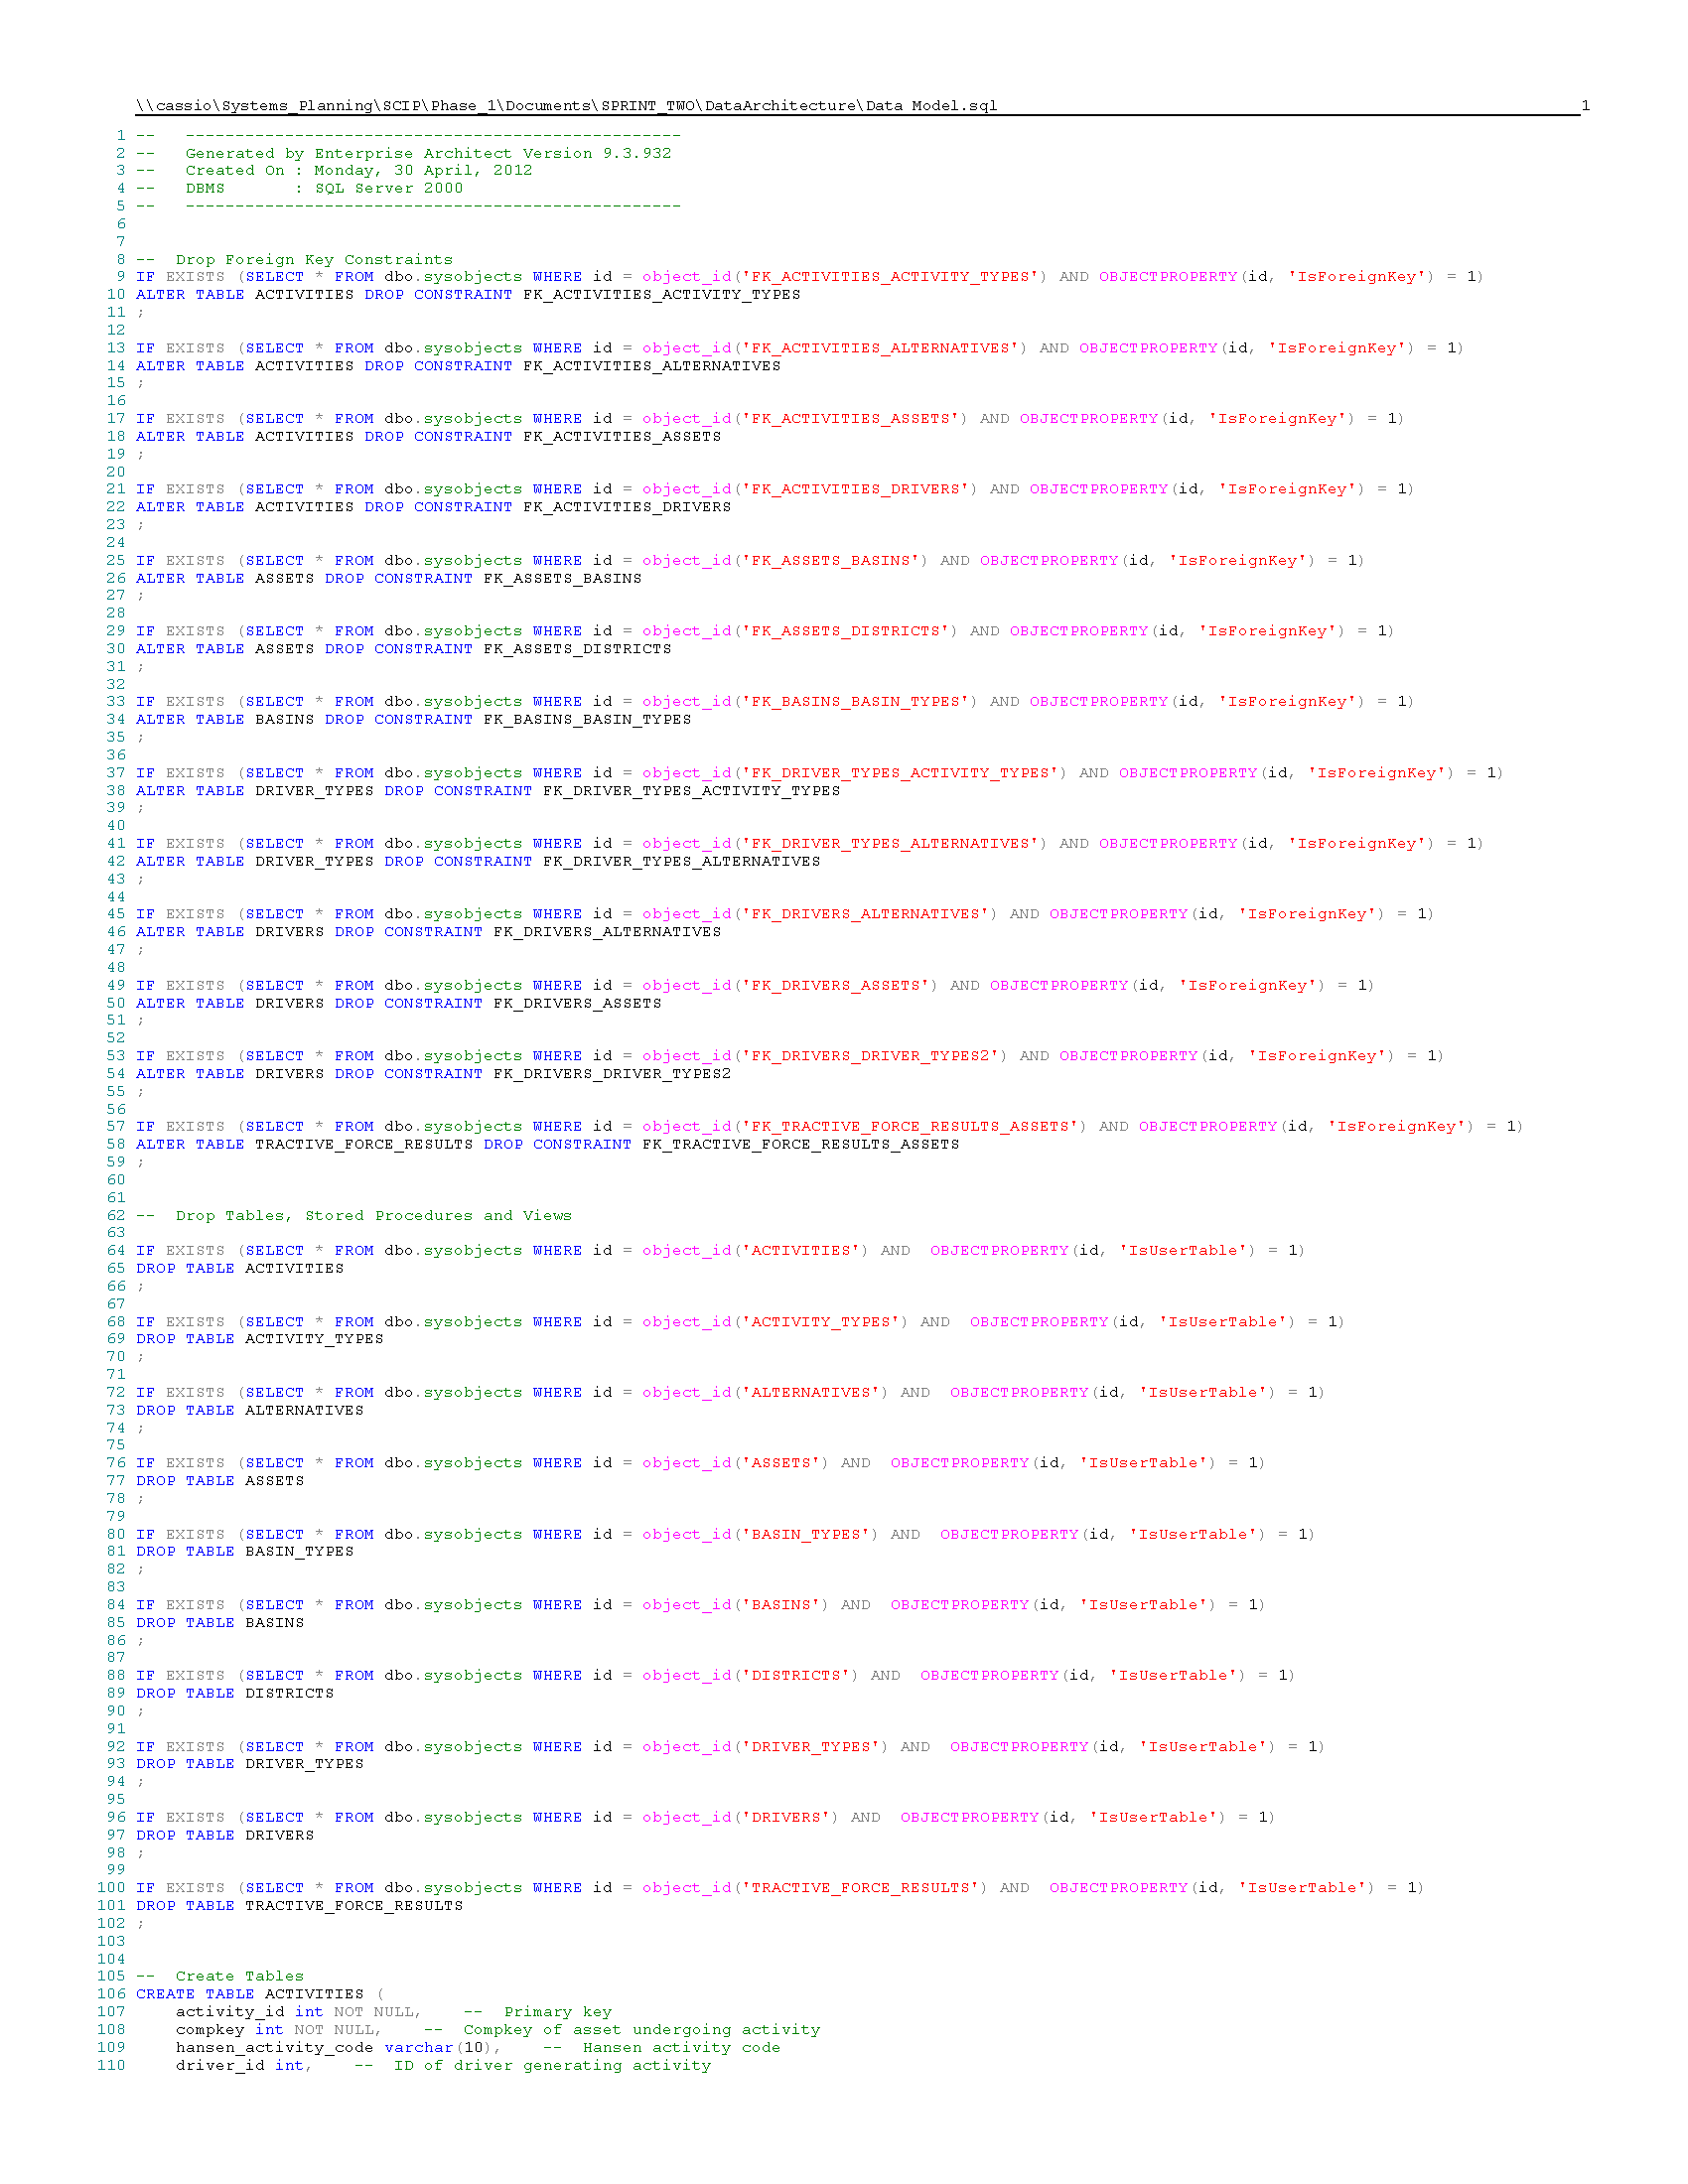 \\cassio\Systems_Planning\SCIP\Phase_1\Documents\SPRINT_TWO\DataArchitecture\Data Model.sql 1
1 --   --------------------------------------------------
2 --   Generated by Enterprise Architect Version 9.3.932
3 --   Created On : Monday, 30 April, 2012
4 --   DBMS       : SQL Server 2000
5 --   --------------------------------------------------
6
7
8 --  Drop Foreign Key Constraints
9 IF EXISTS (SELECT * FROM dbo.sysobjects WHERE id = object_id('FK_ACTIVITIES_ACTIVITY_TYPES') AND OBJECTPROPERTY(id, 'IsForeignKey') = 1)
10 ALTER TABLE ACTIVITIES DROP CONSTRAINT FK_ACTIVITIES_ACTIVITY_TYPES
11 ;
12
13 IF EXISTS (SELECT * FROM dbo.sysobjects WHERE id = object_id('FK_ACTIVITIES_ALTERNATIVES') AND OBJECTPROPERTY(id, 'IsForeignKey') = 1)
14 ALTER TABLE ACTIVITIES DROP CONSTRAINT FK_ACTIVITIES_ALTERNATIVES
15 ;
16
17 IF EXISTS (SELECT * FROM dbo.sysobjects WHERE id = object_id('FK_ACTIVITIES_ASSETS') AND OBJECTPROPERTY(id, 'IsForeignKey') = 1)
18 ALTER TABLE ACTIVITIES DROP CONSTRAINT FK_ACTIVITIES_ASSETS
19 ;
20
21 IF EXISTS (SELECT * FROM dbo.sysobjects WHERE id = object_id('FK_ACTIVITIES_DRIVERS') AND OBJECTPROPERTY(id, 'IsForeignKey') = 1)
22 ALTER TABLE ACTIVITIES DROP CONSTRAINT FK_ACTIVITIES_DRIVERS
23 ;
24
25 IF EXISTS (SELECT * FROM dbo.sysobjects WHERE id = object_id('FK_ASSETS_BASINS') AND OBJECTPROPERTY(id, 'IsForeignKey') = 1)
26 ALTER TABLE ASSETS DROP CONSTRAINT FK_ASSETS_BASINS
27 ;
28
29 IF EXISTS (SELECT * FROM dbo.sysobjects WHERE id = object_id('FK_ASSETS_DISTRICTS') AND OBJECTPROPERTY(id, 'IsForeignKey') = 1)
30 ALTER TABLE ASSETS DROP CONSTRAINT FK_ASSETS_DISTRICTS
31 ;
32
33 IF EXISTS (SELECT * FROM dbo.sysobjects WHERE id = object_id('FK_BASINS_BASIN_TYPES') AND OBJECTPROPERTY(id, 'IsForeignKey') = 1)
34 ALTER TABLE BASINS DROP CONSTRAINT FK_BASINS_BASIN_TYPES
35 ;
36
37 IF EXISTS (SELECT * FROM dbo.sysobjects WHERE id = object_id('FK_DRIVER_TYPES_ACTIVITY_TYPES') AND OBJECTPROPERTY(id, 'IsForeignKey') = 1)
38 ALTER TABLE DRIVER_TYPES DROP CONSTRAINT FK_DRIVER_TYPES_ACTIVITY_TYPES
39 ;
40
41 IF EXISTS (SELECT * FROM dbo.sysobjects WHERE id = object_id('FK_DRIVER_TYPES_ALTERNATIVES') AND OBJECTPROPERTY(id, 'IsForeignKey') = 1)
42 ALTER TABLE DRIVER_TYPES DROP CONSTRAINT FK_DRIVER_TYPES_ALTERNATIVES
43 ;
44
45 IF EXISTS (SELECT * FROM dbo.sysobjects WHERE id = object_id('FK_DRIVERS_ALTERNATIVES') AND OBJECTPROPERTY(id, 'IsForeignKey') = 1)
46 ALTER TABLE DRIVERS DROP CONSTRAINT FK_DRIVERS_ALTERNATIVES
47 ;
48
49 IF EXISTS (SELECT * FROM dbo.sysobjects WHERE id = object_id('FK_DRIVERS_ASSETS') AND OBJECTPROPERTY(id, 'IsForeignKey') = 1)
50 ALTER TABLE DRIVERS DROP CONSTRAINT FK_DRIVERS_ASSETS
51 ;
52
53 IF EXISTS (SELECT * FROM dbo.sysobjects WHERE id = object_id('FK_DRIVERS_DRIVER_TYPES2') AND OBJECTPROPERTY(id, 'IsForeignKey') = 1)
54 ALTER TABLE DRIVERS DROP CONSTRAINT FK_DRIVERS_DRIVER_TYPES2
55 ;
56
57 IF EXISTS (SELECT * FROM dbo.sysobjects WHERE id = object_id('FK_TRACTIVE_FORCE_RESULTS_ASSETS') AND OBJECTPROPERTY(id, 'IsForeignKey') = 1)
58 ALTER TABLE TRACTIVE_FORCE_RESULTS DROP CONSTRAINT FK_TRACTIVE_FORCE_RESULTS_ASSETS
59 ;
60
61
62 --  Drop Tables, Stored Procedures and Views
63
64 IF EXISTS (SELECT * FROM dbo.sysobjects WHERE id = object_id('ACTIVITIES') AND  OBJECTPROPERTY(id, 'IsUserTable') = 1)
65 DROP TABLE ACTIVITIES
66 ;
67
68 IF EXISTS (SELECT * FROM dbo.sysobjects WHERE id = object_id('ACTIVITY_TYPES') AND  OBJECTPROPERTY(id, 'IsUserTable') = 1)
69 DROP TABLE ACTIVITY_TYPES
70 ;
71
72 IF EXISTS (SELECT * FROM dbo.sysobjects WHERE id = object_id('ALTERNATIVES') AND  OBJECTPROPERTY(id, 'IsUserTable') = 1)
73 DROP TABLE ALTERNATIVES
74 ;
75
76 IF EXISTS (SELECT * FROM dbo.sysobjects WHERE id = object_id('ASSETS') AND  OBJECTPROPERTY(id, 'IsUserTable') = 1)
77 DROP TABLE ASSETS
78 ;
79
80 IF EXISTS (SELECT * FROM dbo.sysobjects WHERE id = object_id('BASIN_TYPES') AND  OBJECTPROPERTY(id, 'IsUserTable') = 1)
81 DROP TABLE BASIN_TYPES
82 ;
83
84 IF EXISTS (SELECT * FROM dbo.sysobjects WHERE id = object_id('BASINS') AND  OBJECTPROPERTY(id, 'IsUserTable') = 1)
85 DROP TABLE BASINS
86 ;
87
88 IF EXISTS (SELECT * FROM dbo.sysobjects WHERE id = object_id('DISTRICTS') AND  OBJECTPROPERTY(id, 'IsUserTable') = 1)
89 DROP TABLE DISTRICTS
90 ;
91
92 IF EXISTS (SELECT * FROM dbo.sysobjects WHERE id = object_id('DRIVER_TYPES') AND  OBJECTPROPERTY(id, 'IsUserTable') = 1)
93 DROP TABLE DRIVER_TYPES
94 ;
95
96 IF EXISTS (SELECT * FROM dbo.sysobjects WHERE id = object_id('DRIVERS') AND  OBJECTPROPERTY(id, 'IsUserTable') = 1)
97 DROP TABLE DRIVERS
98 ;
99
100 IF EXISTS (SELECT * FROM dbo.sysobjects WHERE id = object_id('TRACTIVE_FORCE_RESULTS') AND  OBJECTPROPERTY(id, 'IsUserTable') = 1)
101 DROP TABLE TRACTIVE_FORCE_RESULTS
102 ;
103
104
105 --  Create Tables
106 CREATE TABLE ACTIVITIES (
107     activity_id int NOT NULL,    --  Primary key
108     compkey int NOT NULL,    --  Compkey of asset undergoing activity
109     hansen_activity_code varchar(10),    --  Hansen activity code
110     driver_id int,    --  ID of driver generating activity